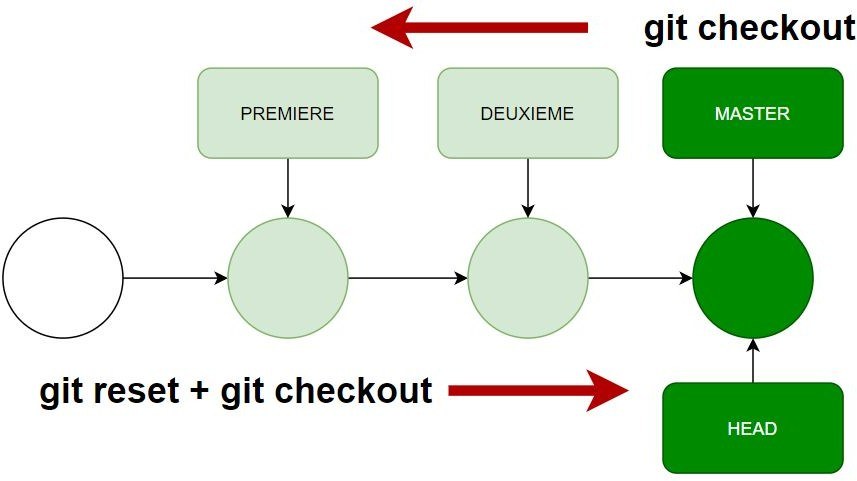 git checkout
PREMIERE
DEUXIEME
MASTER
git reset + git checkout
HEAD